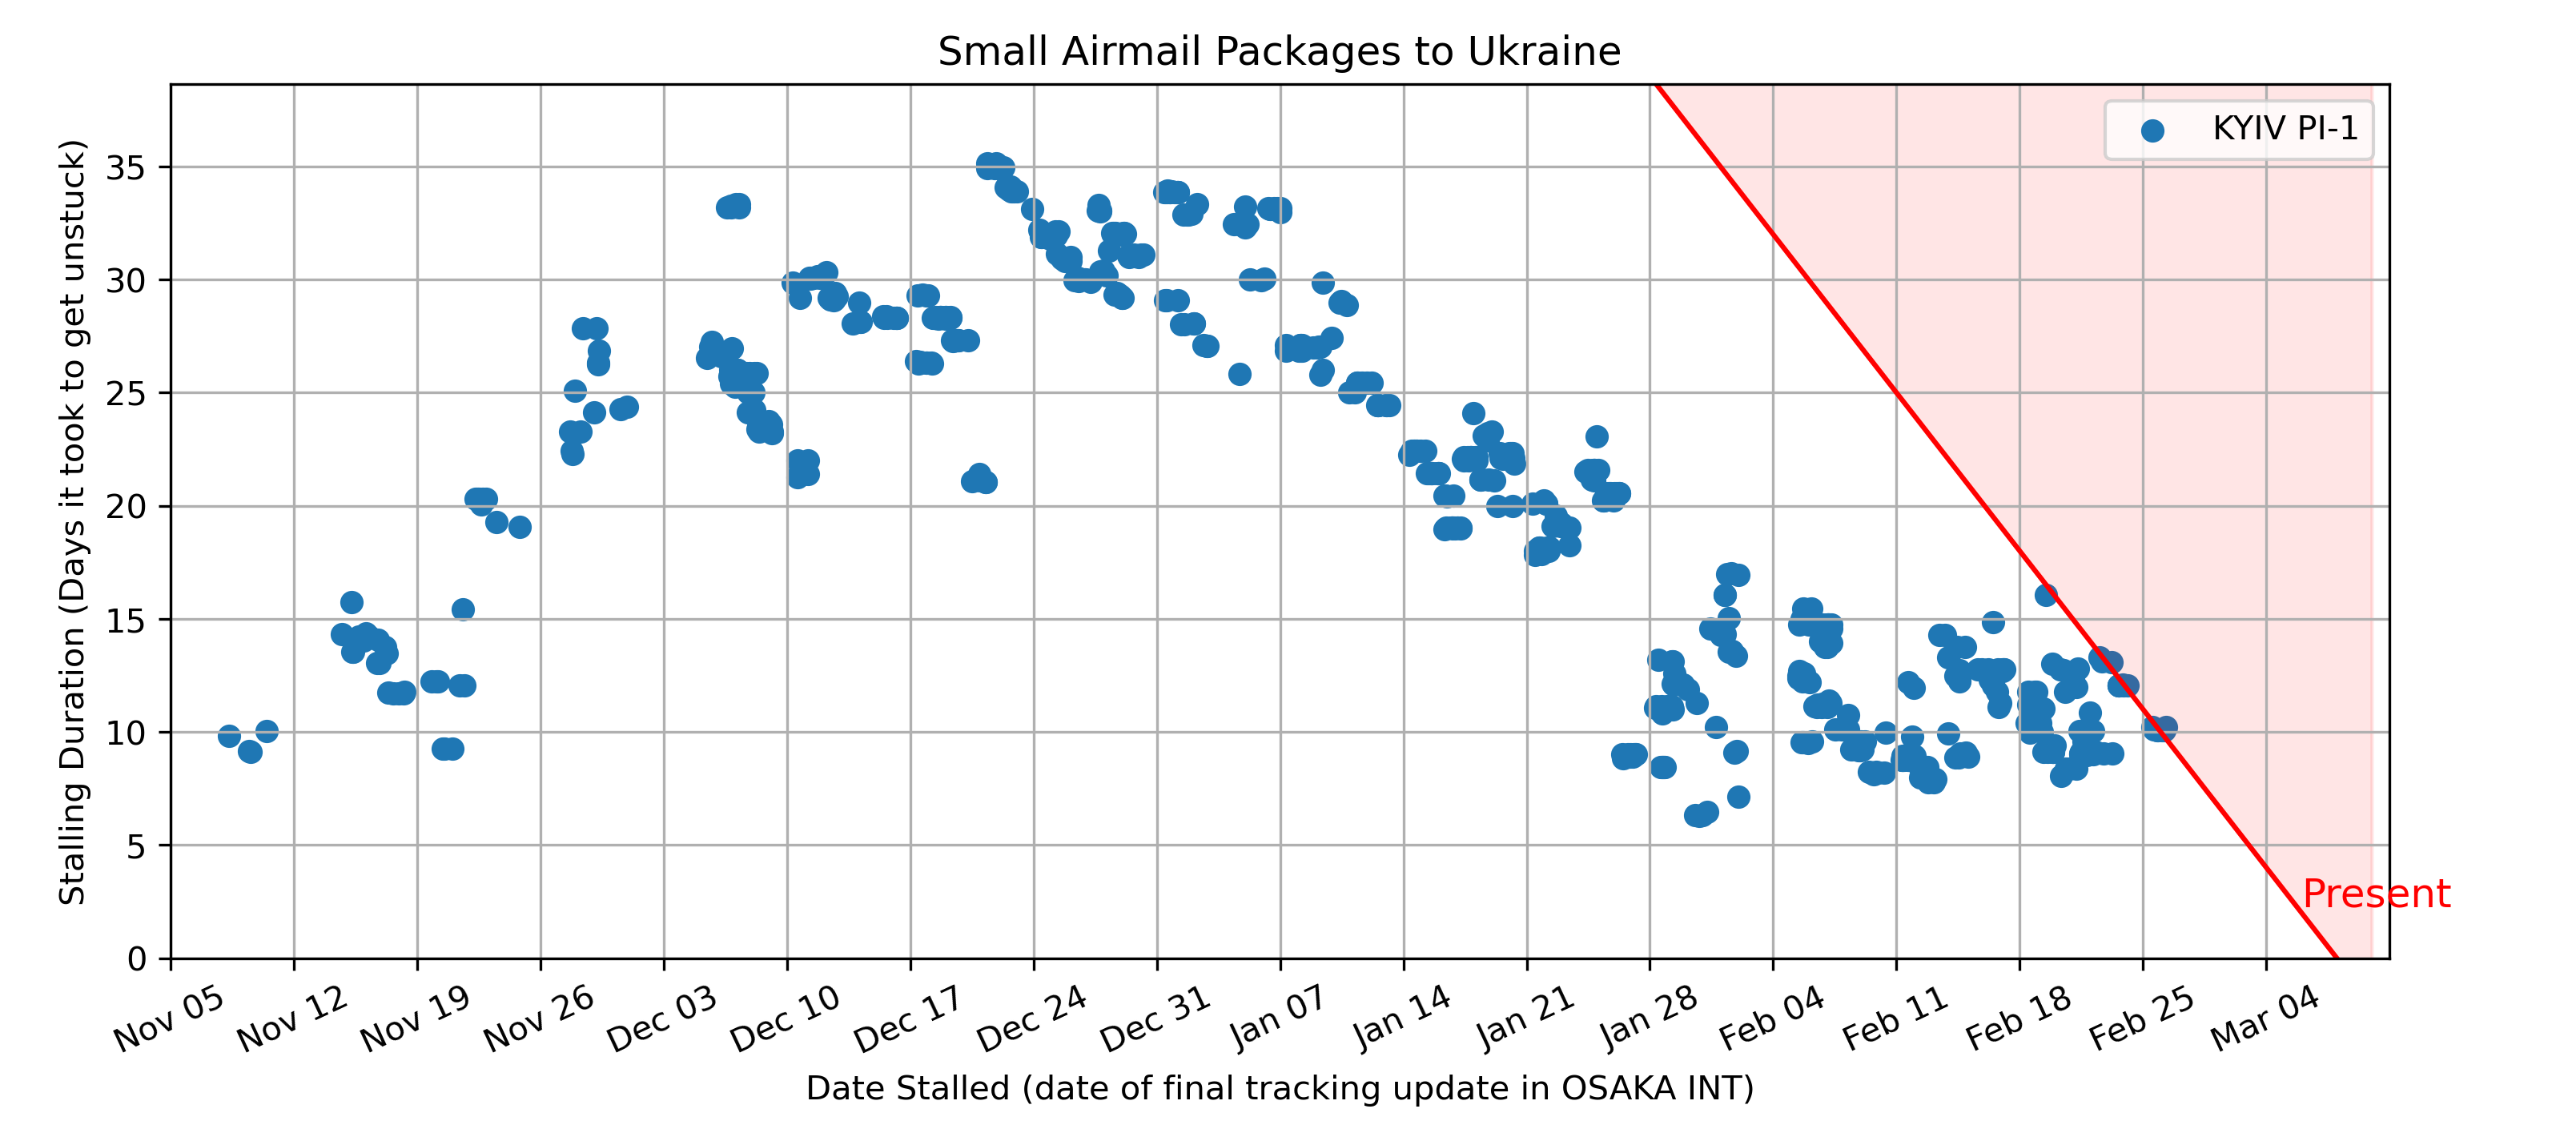 Small Airmail Packages to Ukraine
KYIV PI-1
Stalling Duration (Days it took to get unstuck)
35
30
25
20
15
10
5
0
Present
Nov 05
Nov 12
Nov 19
Nov 26
Dec 03
Dec 10
Dec 17
Dec 24
Dec 31
Jan 07
Jan 14
Jan 21
Jan 28
Feb 04
Feb 11
Feb 18
Feb 25
Mar 04
Date Stalled (date of final tracking update in OSAKA INT)